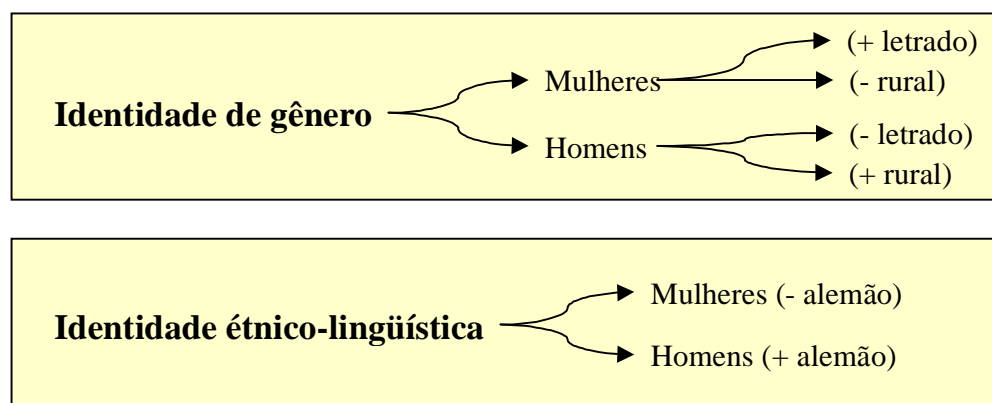 (+ letrado)
Mulheres
(- rural)
Identidade de gênero
(- letrado)
Homens
(+ rural)
Mulheres (- alemão)
Identidade étnico-lingüística
Homens (+ alemão)